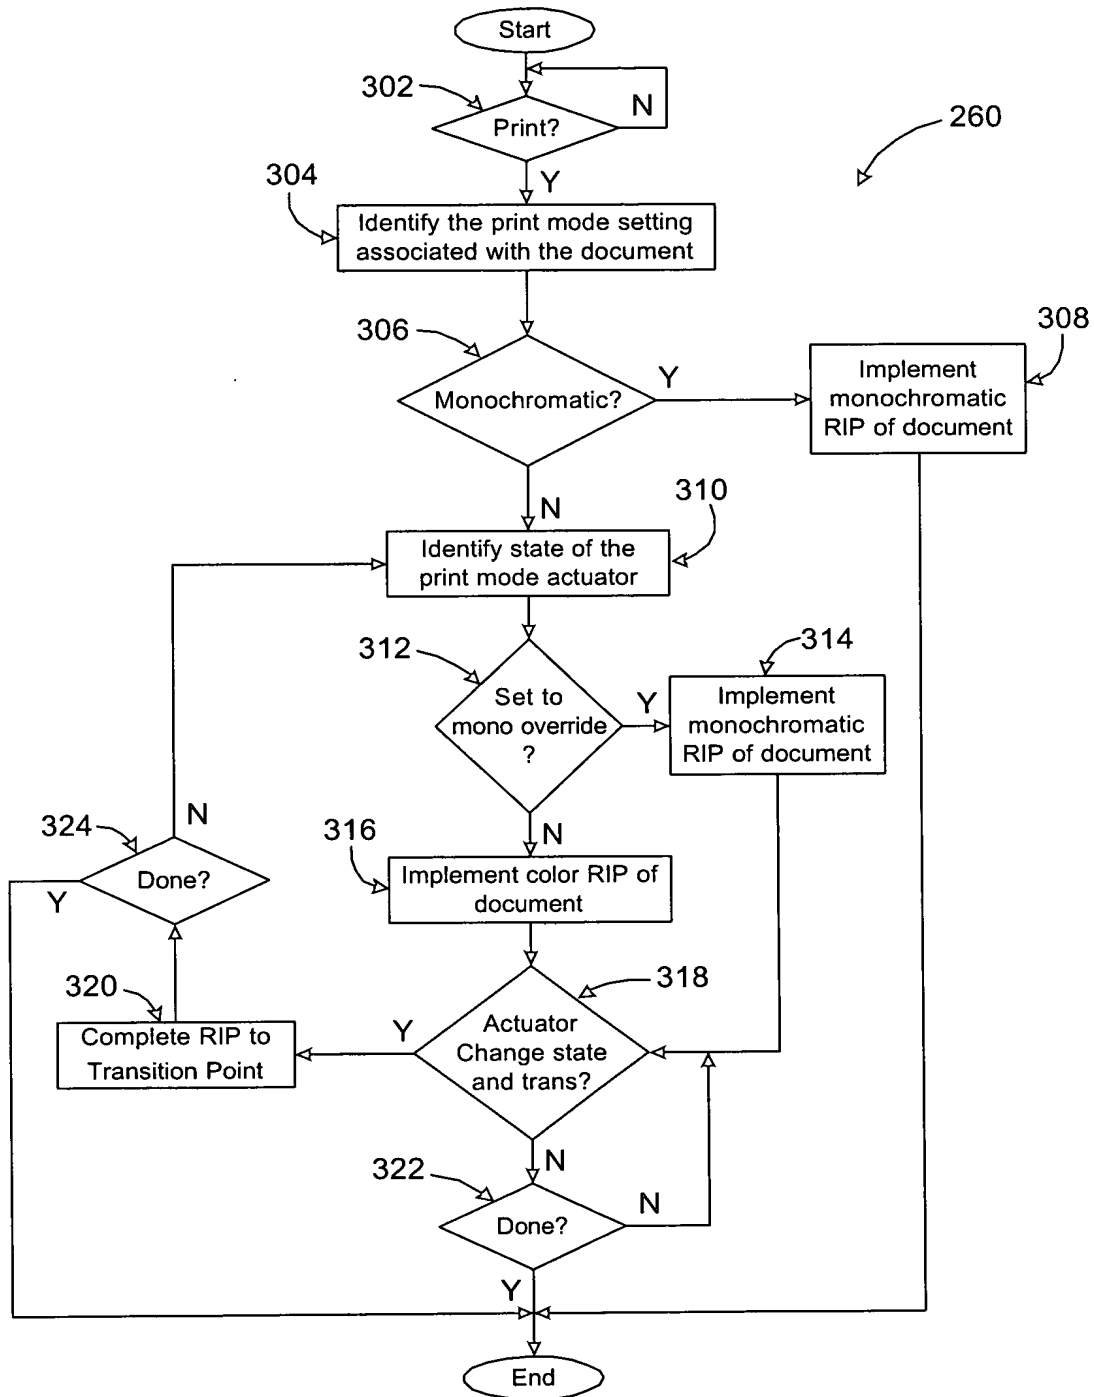 Start
302
N
Print?
260
Y
304
Identify the print mode setting
associated with the document
306
308
Monochromatic?
Y
Implement
monochromatic
RIP of document
N
310
Identify state of the
print mode actuator
312
314
Set to
mono override
?
Y
Implement
monochromatic
RIP of document
N
324
N
Done?
Y
316
Implement color RIP of
document
318
320
Actuator
Change state
and trans?
Y
Complete RIP to
Transition Point
N
322
Done?
N
Y
End